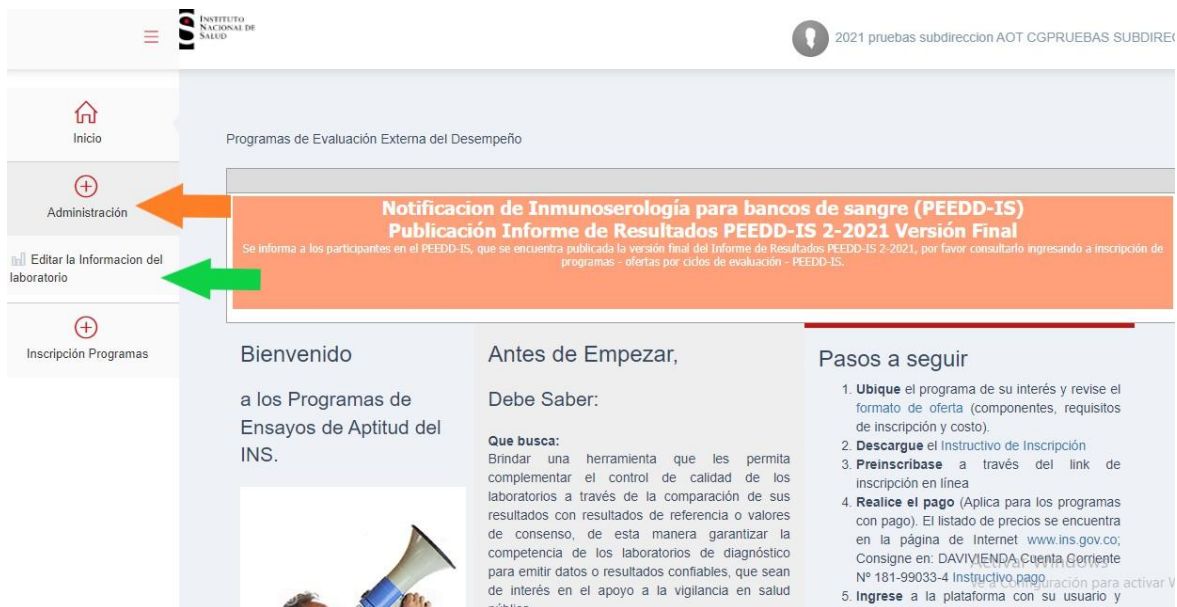 INSTITUTO
NACIONAL DE
SALUD
2021 pruebas subdireccion AOT CGPRUEBAS SUBDIREC
Inicio
Administración
Editar la Informacion del
laboratorio
Inscripción Programas
Programas de Evaluación Externa del Desempeño
Notificacion de Inmunoserología para bancos de sangre (PEEDD-IS)
Publicación Informe de Resultados PEEDD-IS 2-2021 Versión Final
Se informa a los participantes en el PEEDD-IS, que se encuentra publicada la versión final del Informe de Resultados PEEDD-IS 2-2021, por favor consultarlo ingresando a inscripción de
programas - ofertas por ciclos de evaluación - PEEDD-IS.
Bienvenido
a los Programas de
Ensayos de Aptitud del
INS.
Antes de Empezar,
Debe Saber:
Que busca:
Brindar una herramienta que les permita
complementar el control de calidad de los
laboratorios a través de la comparación de sus
resultados con resultados de referencia o valores
de consenso, de esta manera garantizar la
competencia de los laboratorios de diagnóstico
para emitir datos o resultados confiables, que sean
de interés en el apoyo a la vigilancia en salud
Pasos a seguir
1. Ubique el programa de su interés y revise el
formato de oferta (componentes, requisitos
de inscripción y costo).
2. Descargue el Instructivo de Inscripción
3. Preinscríbase a través del link de
inscripción en línea
4. Realice el pago (Aplica para los programas
con pago). El listado de precios se encuentra
en la página de Internet www.ins.gov.co;
Consigne en: DAVIVIENDA Cuenta Corriente
Nº 181-99033-4 Instructivo pago
5. Ingrese a la plataforma con su usuario y
Activar Windows
Ve a Configuración para activar W